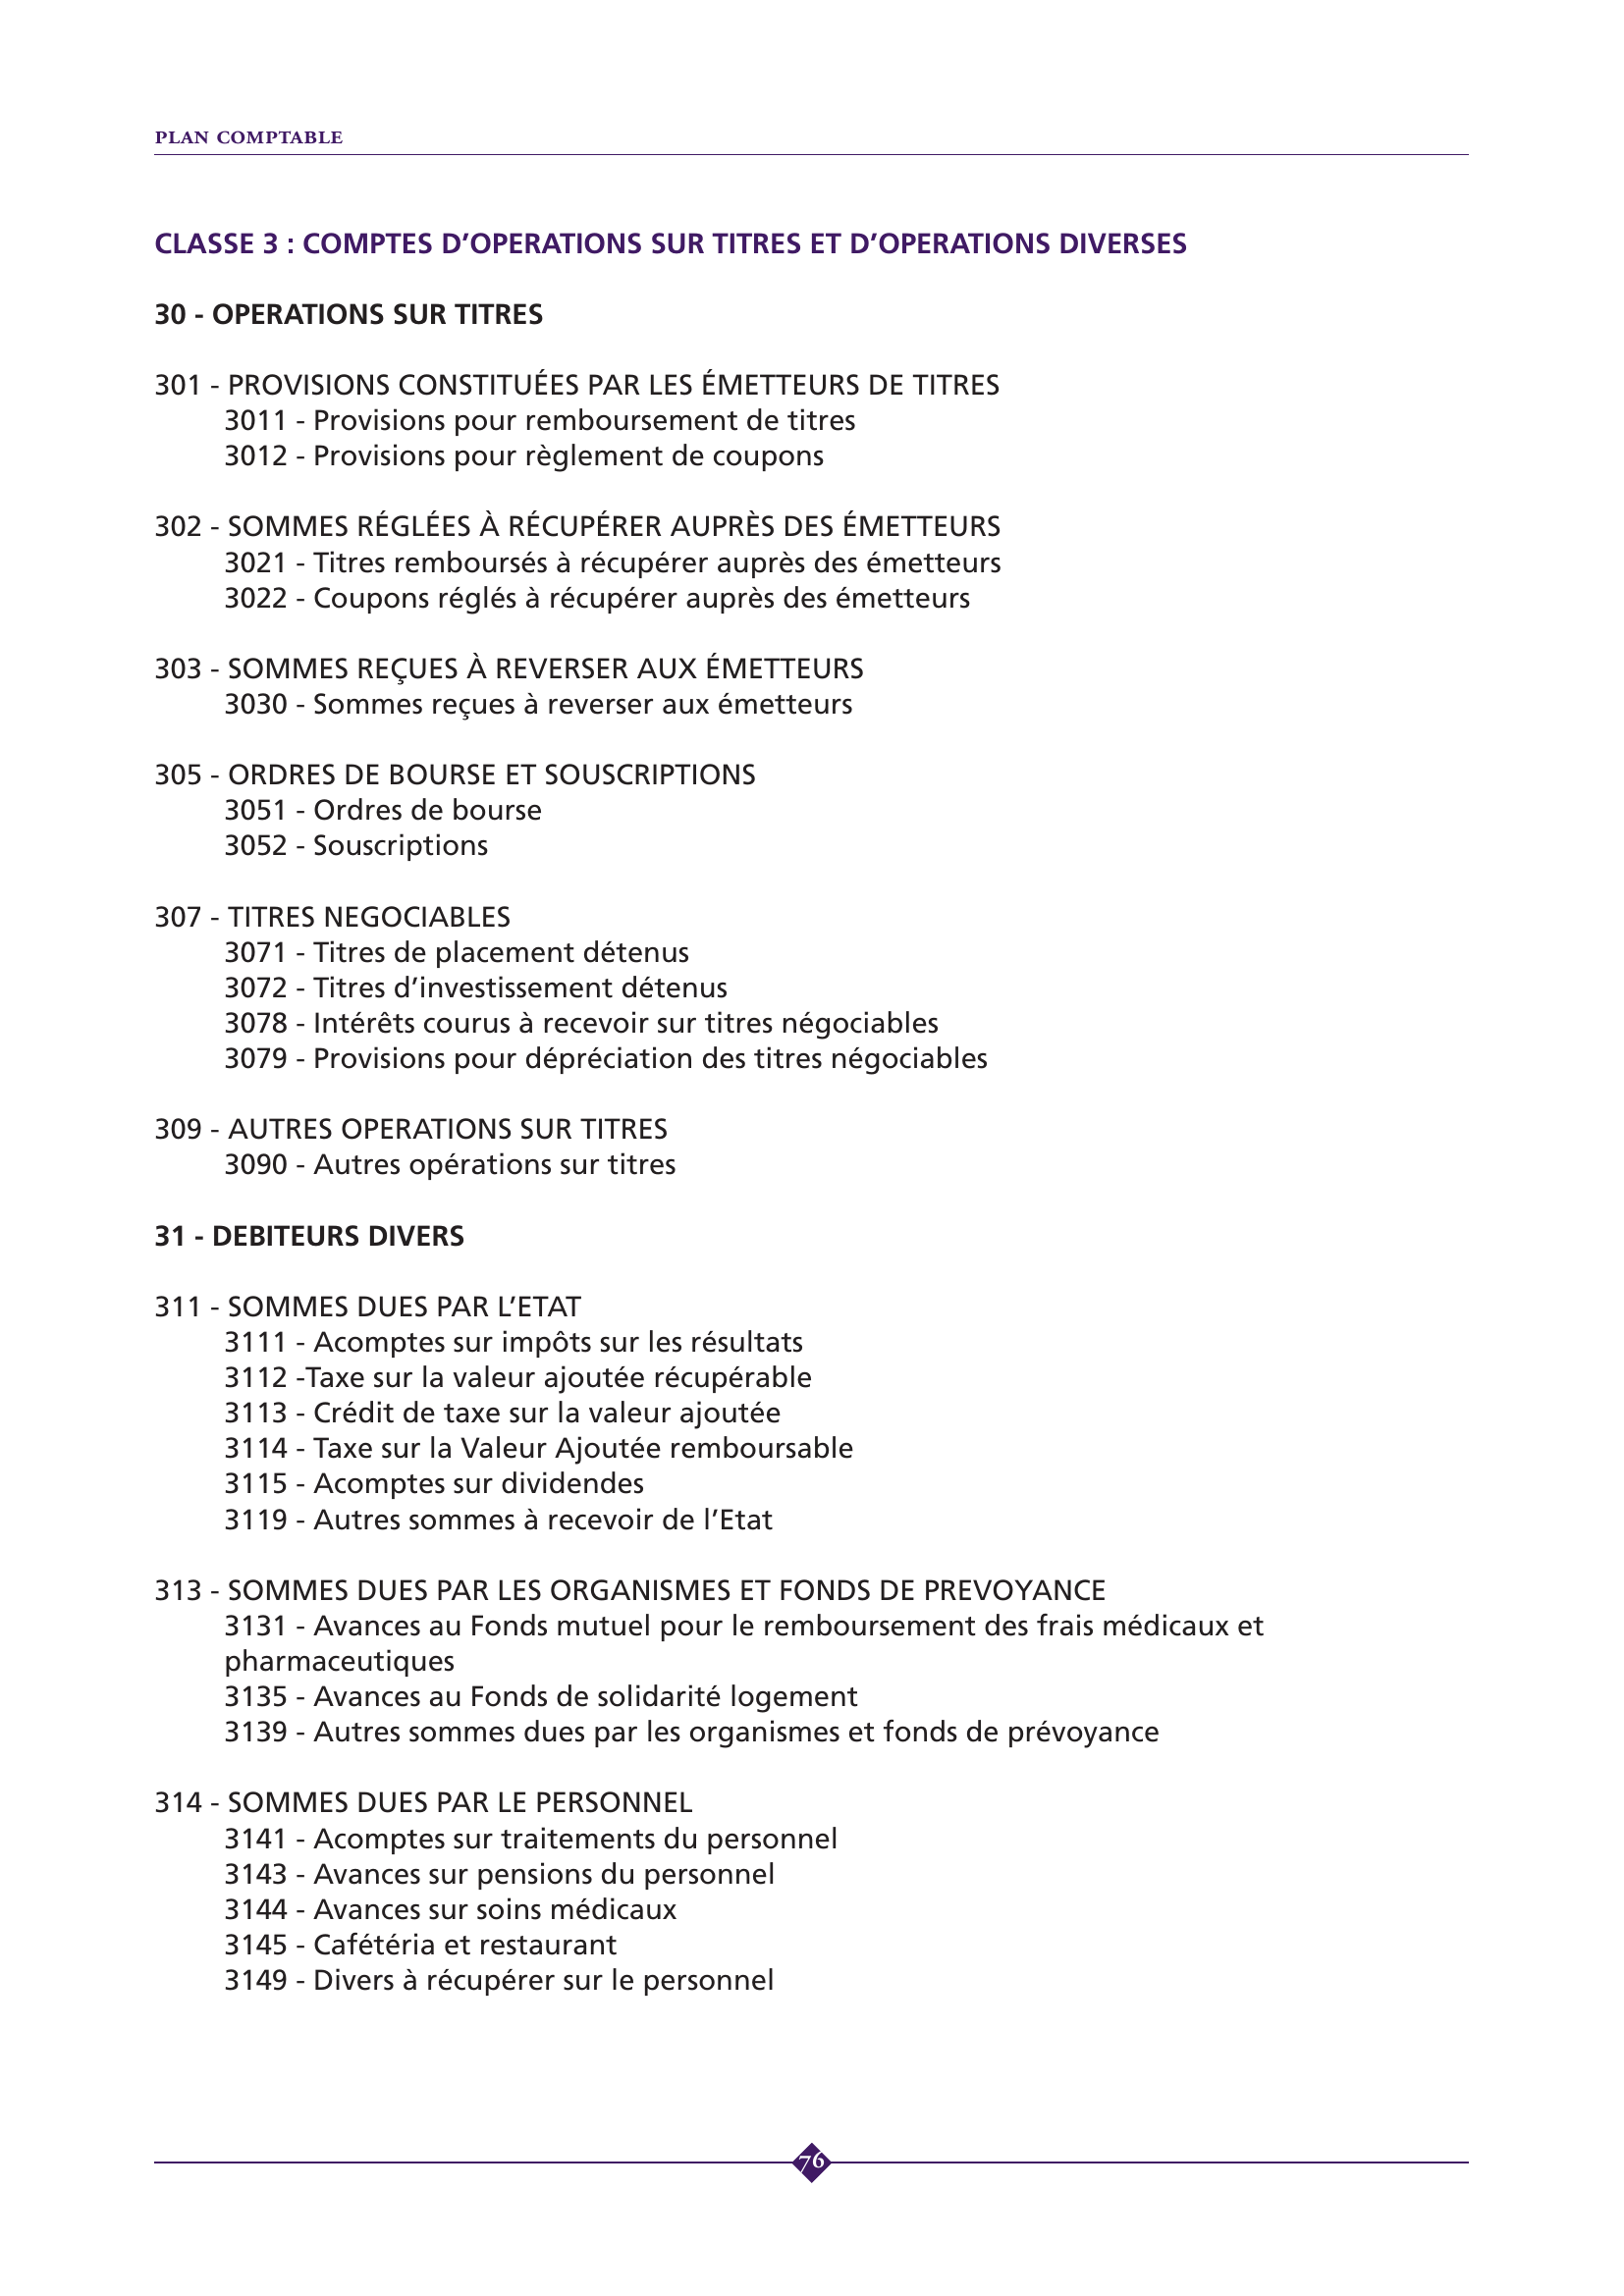 PLAN COMPTABLE
CLASSE 3 : COMPTES D’OPERATIONS SUR TITRES ET D’OPERATIONS DIVERSES
30 - OPERATIONS SUR TITRES
301 - PROVISIONS CONSTITUÉES PAR LES ÉMETTEURS DE TITRES
3011 - Provisions pour remboursement de titres
3012 - Provisions pour règlement de coupons
302 - SOMMES RÉGLÉES À RÉCUPÉRER AUPRÈS DES ÉMETTEURS
3021 - Titres remboursés à récupérer auprès des émetteurs
3022 - Coupons réglés à récupérer auprès des émetteurs
303 - SOMMES REÇUES À REVERSER AUX ÉMETTEURS
3030 - Sommes reçues à reverser aux émetteurs
305 - ORDRES DE BOURSE ET SOUSCRIPTIONS
3051 - Ordres de bourse
3052 - Souscriptions
307 - TITRES NEGOCIABLES
3071 - Titres de placement détenus
3072 - Titres d’investissement détenus
3078 - Intérêts courus à recevoir sur titres négociables
3079 - Provisions pour dépréciation des titres négociables
309 - AUTRES OPERATIONS SUR TITRES
3090 - Autres opérations sur titres
31 - DEBITEURS DIVERS
311 - SOMMES DUES PAR L’ETAT
3111 - Acomptes sur impôts sur les résultats
3112 -Taxe sur la valeur ajoutée récupérable
3113 - Crédit de taxe sur la valeur ajoutée
3114 - Taxe sur la Valeur Ajoutée remboursable
3115 - Acomptes sur dividendes
3119 - Autres sommes à recevoir de l’Etat
313 - SOMMES DUES PAR LES ORGANISMES ET FONDS DE PREVOYANCE
3131 - Avances au Fonds mutuel pour le remboursement des frais médicaux et
pharmaceutiques
3135 - Avances au Fonds de solidarité logement
3139 - Autres sommes dues par les organismes et fonds de prévoyance
314 - SOMMES DUES PAR LE PERSONNEL
3141 - Acomptes sur traitements du personnel
3143 - Avances sur pensions du personnel
3144 - Avances sur soins médicaux
3145 - Cafétéria et restaurant
3149 - Divers à récupérer sur le personnel
76